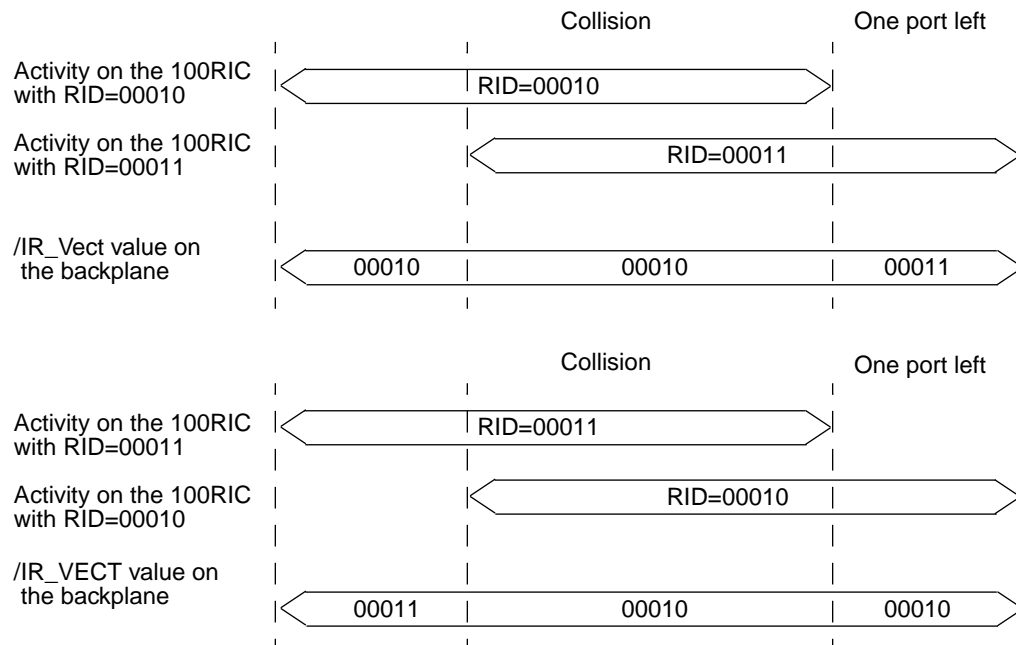 Collision One port left
Activity on the 100RIC
with RID=00010
RID=00010
Activity on the 100RIC
with RID=00011
RID=00011
/IR_Vect value on
the backplane
00010 00010 00011
Collision One port left
Activity on the 100RIC
with RID=00011
RID=00011
Activity on the 100RIC
with RID=00010
RID=00010
/IR_VECT value on
the backplane
00011 00010 00010